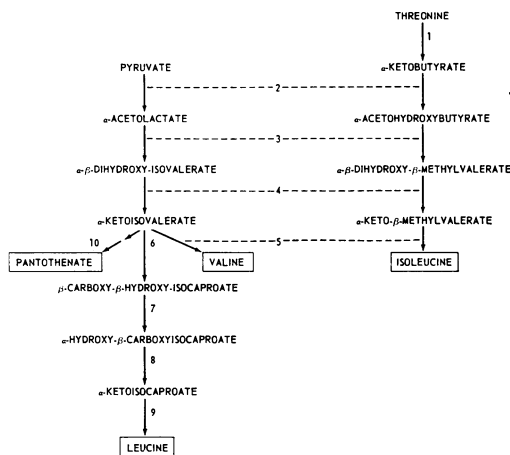 THREONINE
1
PYRUVATE
α-KETOBUTYRATE
2
α-ACETOLACTATE
α-ACETOHYDROXYBUTYRATE
3
α-β-DIHYDROXY-ISOVALERATE
α-β-DIHYDROXY-β-METHYLVALERATE
4
α-KETOISOVALERATE
α-KETO-β-METHYLVALERATE
10
6
5
PANTOTHENATE
VALINE
ISOLEUCINE
β-CARBOXY-β-HYDROXY-ISOCAPROATE
7
α-HYDROXY-β-CARBOXYISOCAPROATE
8
α-KETOISOCAPROATE
9
LEUCINE